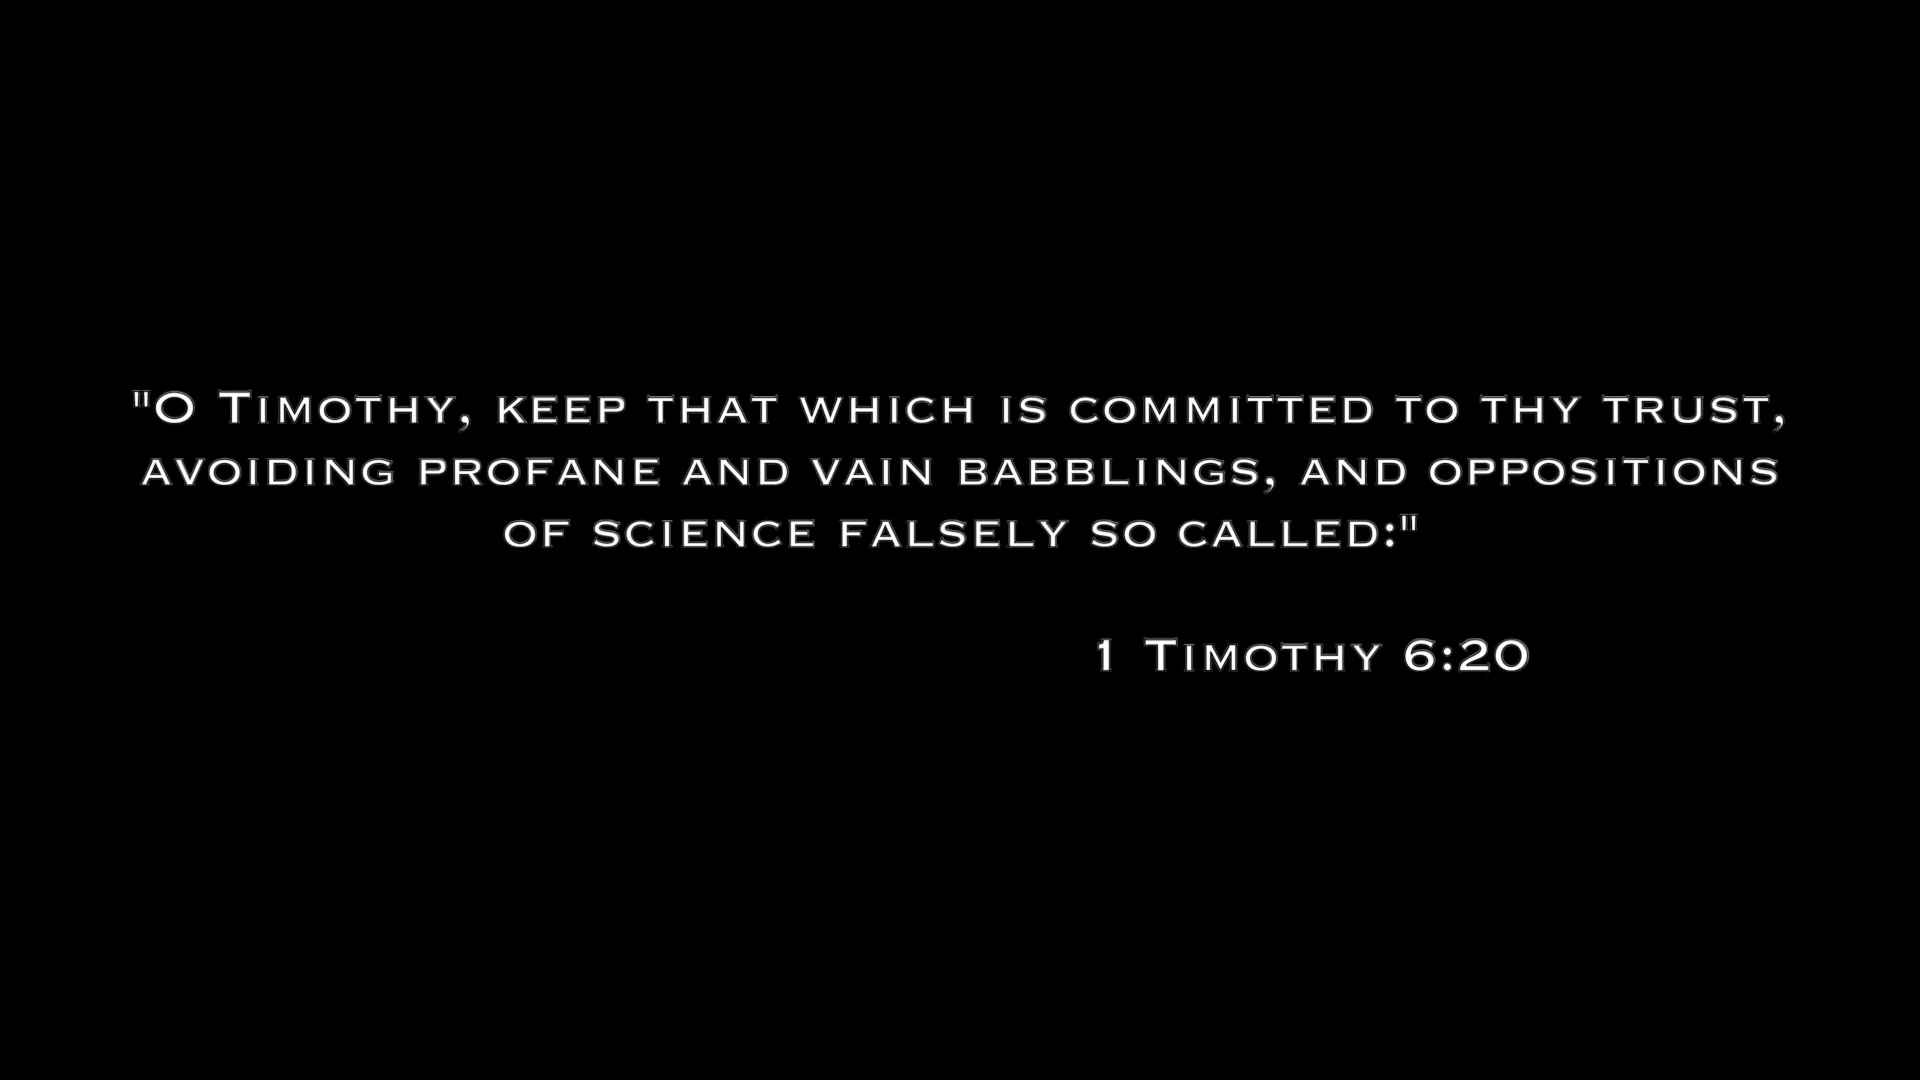 "O Timothy, keep that which is committed to thy trust,
avoiding profane and vain babblings, and oppositions
of science falsely so called:"
1 Timothy 6:20